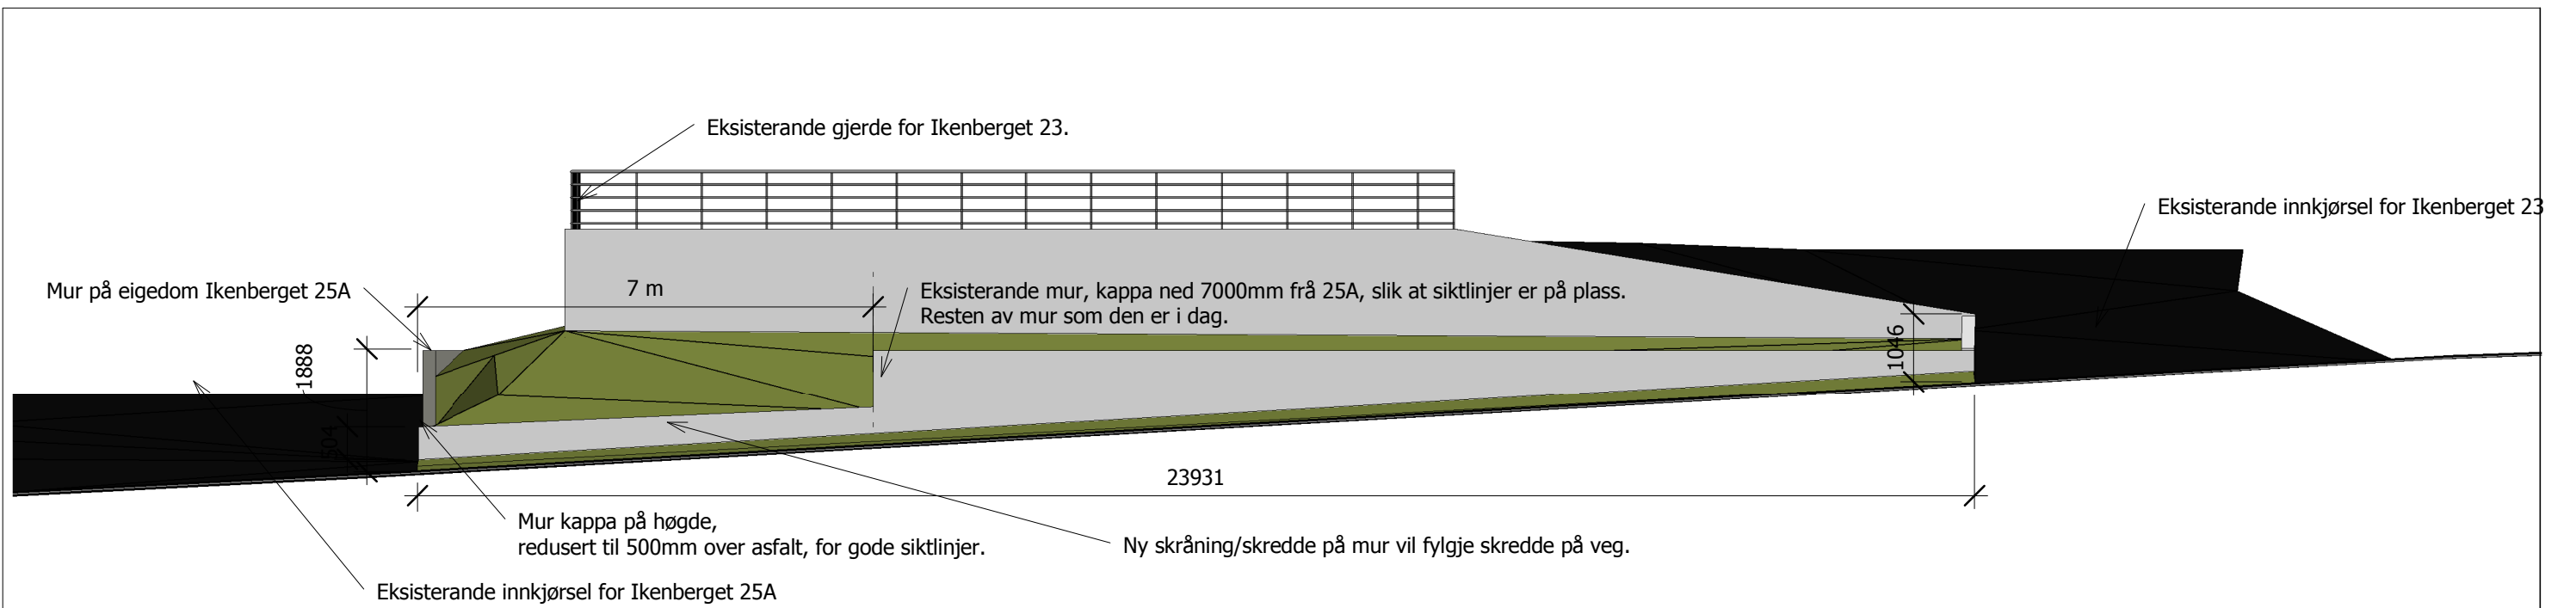 Eksisterande gjerde for Ikenberget 23.
Eksisterande innkjørsel for Ikenberget 23
Mur på eigedom Ikenberget 25A
7 m
Eksisterande mur, kappa ned 7000mm frå 25A, slik at siktlinjer er på plass.
Resten av mur som den er i dag.
1888
1046
504
23931
Mur kappa på høgde,
redusert til 500mm over asfalt, for gode siktlinjer.
Ny skråning/skredde på mur vil fylgje skredde på veg.
Eksisterande innkjørsel for Ikenberget 25A